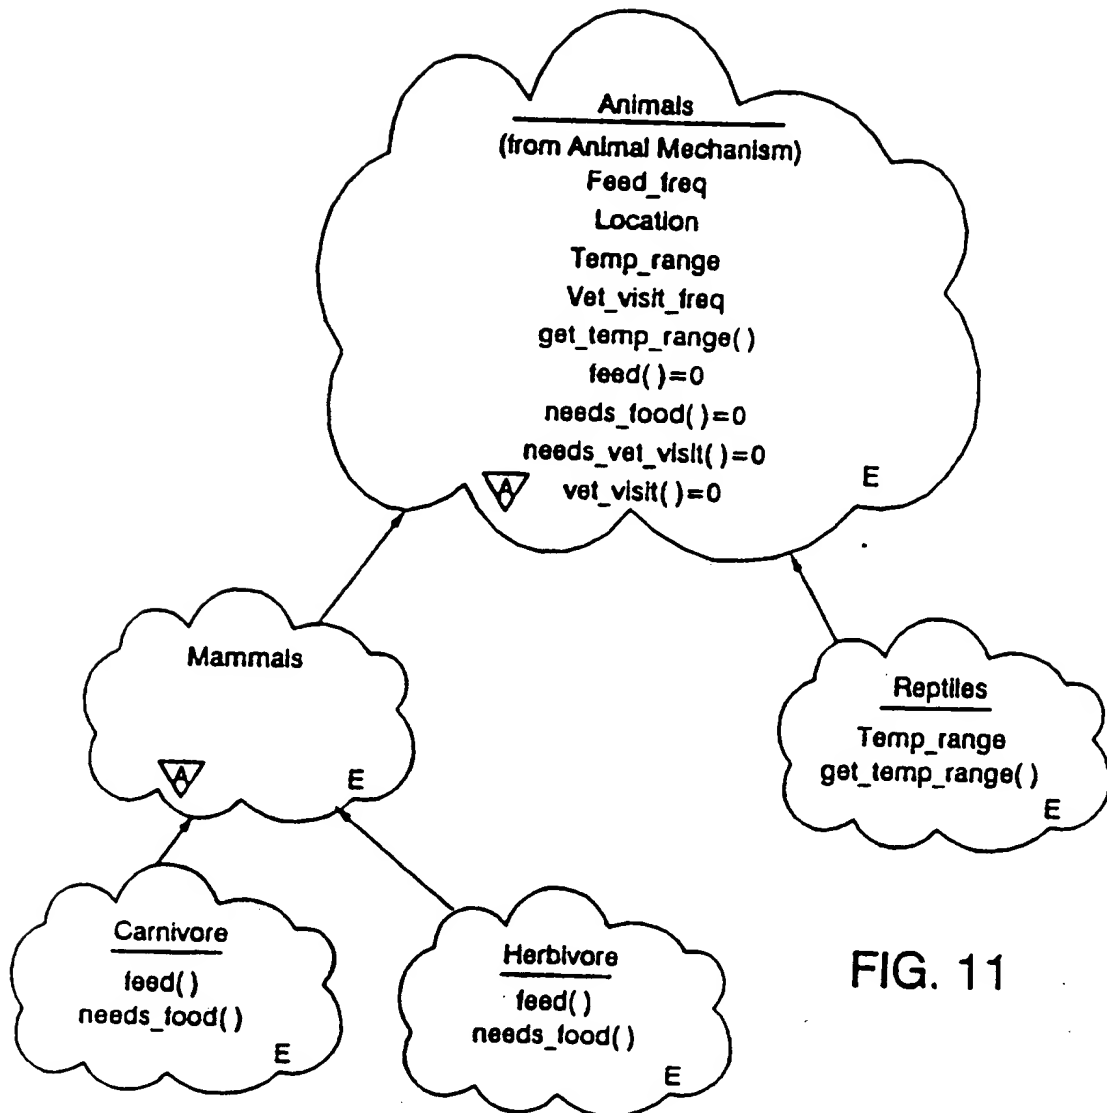 Animals
(from Animal Mechanism)
Feed_freq
Location
Temp_range
Vet_visit_freq
get_temp_range()
feed()=0
needs_food()=0
needs_vet_visit()=0
vet_visit()=0
A
E
Mammals
A
E
Reptiles
Temp_range
get_temp_range()
E
Carnivore
feed()
needs_food()
E
Herbivore
feed()
needs_food()
E
FIG. 11